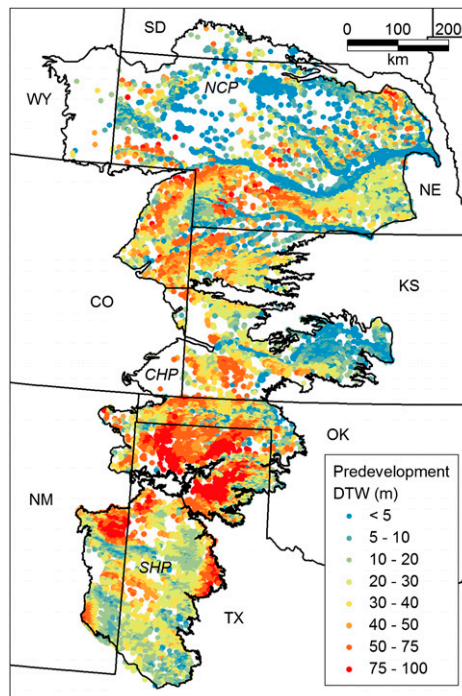 SD
0 100 200
km
NCP
WY
NE
CO
KS
CHP
OK
NM
SHP
TX
Predevelopment
DTW (m)
< 5
5 - 10
10 - 20
20 - 30
30 - 40
40 - 50
50 - 75
75 - 100